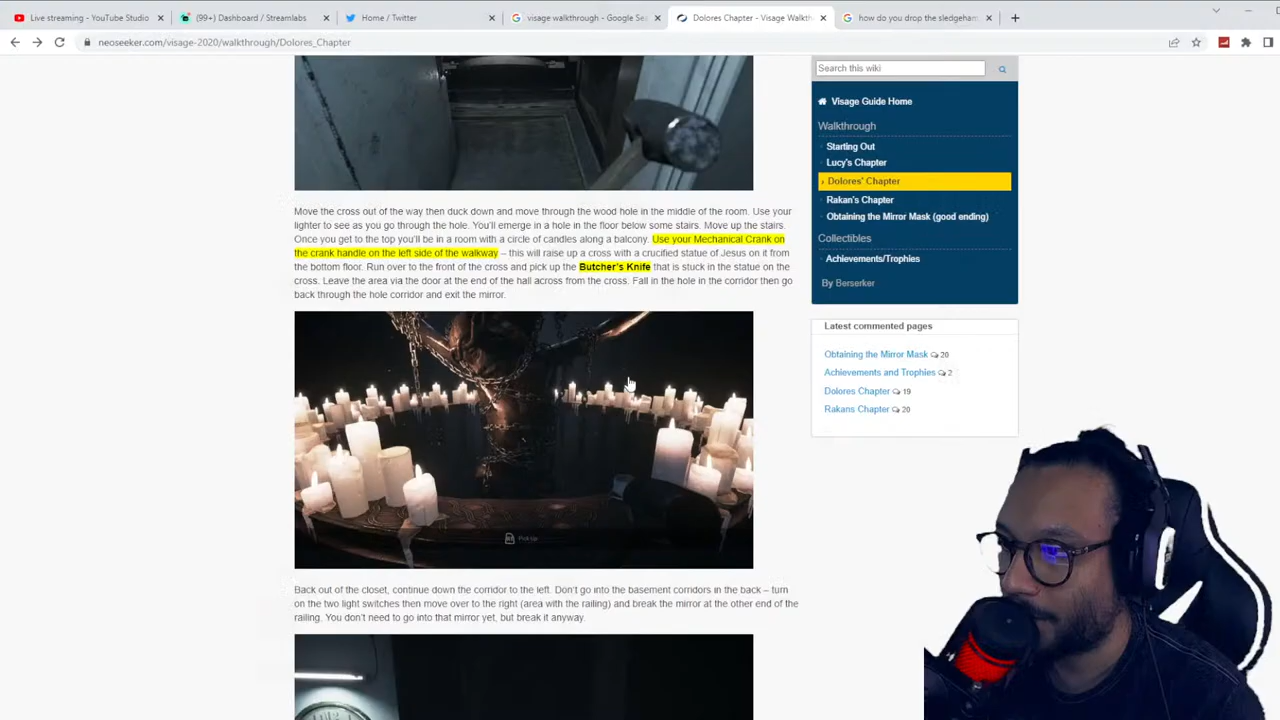 Live streaming - YouTube Studio
(99+) Dashboard / Streamlabs
Home / Twitter
visage walkthrough - Google Sea
Dolores Chapter - Visage Walkth
how do you drop the sledgeham
neoseeker.com/visage-2020/walkthrough/Dolores_Chapter
Move the cross out of the way then duck down and move through the wood hole in the middle of the room. Use your
lighter to see as you go through the hole. You'll emerge in a hole in the floor below some stairs. Move up the stairs.
Once you get to the top you'll be in a room with a circle of candles along a balcony. Use your Mechanical Crank on
the crank handle on the left side of the walkway – this will raise up a cross with a crucified statue of Jesus on it from
the bottom floor. Run over to the front of the cross and pick up the Butcher's Knife that is stuck in the statue on the
cross. Leave the area via the door at the end of the hall across from the cross. Fall in the hole in the corridor then go
back through the hole corridor and exit the mirror.
Pick Up
Back out of the closet, continue down the corridor to the left. Don't go into the basement corridors in the back – turn
on the two light switches then move over to the right (area with the railing) and break the mirror at the other end of the
railing. You don't need to go into that mirror yet, but break it anyway.
Search this wiki
Visage Guide Home
Walkthrough
Starting Out
Lucy's Chapter
› Dolores' Chapter
Rakan's Chapter
Obtaining the Mirror Mask (good ending)
Collectibles
Achievements/Trophies
By Berserker
Latest commented pages
Obtaining the Mirror Mask 20
Achievements and Trophies 2
Dolores Chapter 19
Rakans Chapter 20